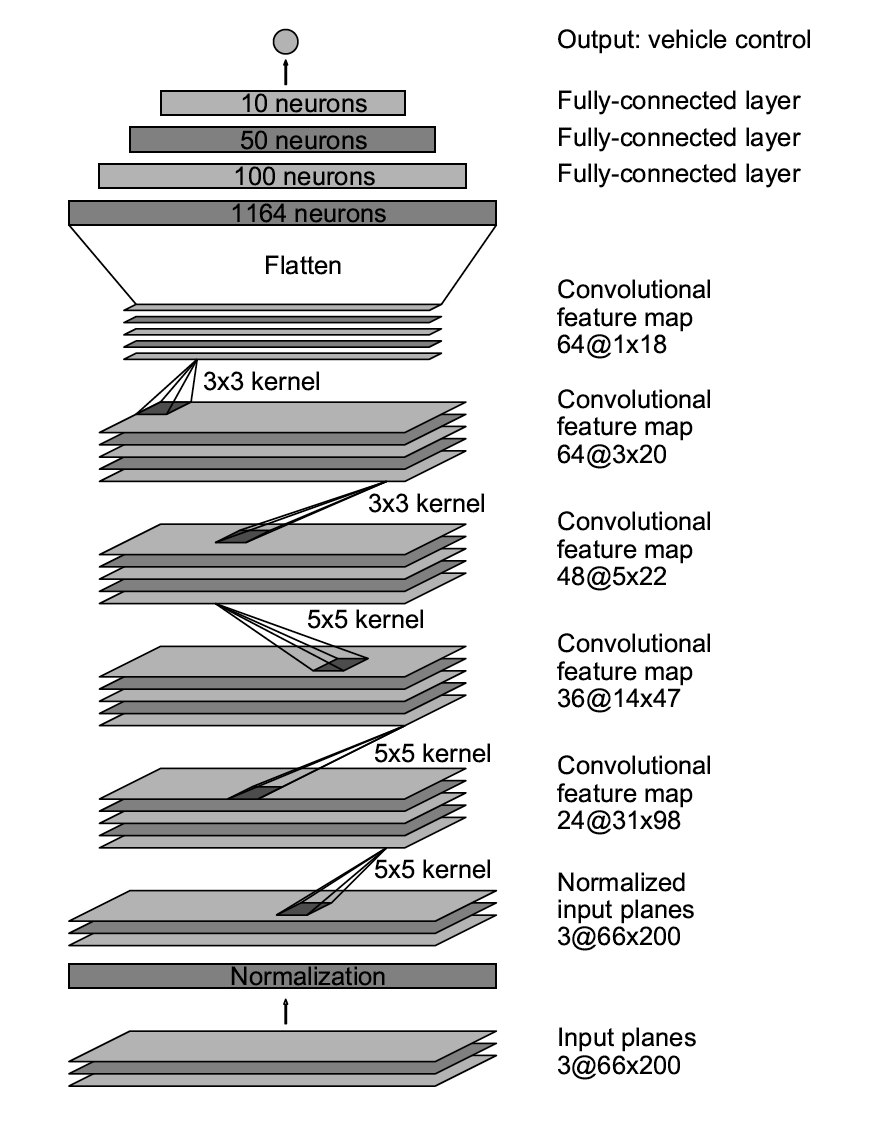 Output: vehicle control
10 neurons
Fully-connected layer
50 neurons
Fully-connected layer
100 neurons
Fully-connected layer
1164 neurons
Flatten
Convolutional
feature map
64@1x18
3x3 kernel
Convolutional
feature map
64@3x20
3x3 kernel
Convolutional
feature map
48@5x22
5x5 kernel
Convolutional
feature map
36@14x47
5x5 kernel
Convolutional
feature map
24@31x98
5x5 kernel
Normalized
input planes
3@66x200
Normalization
Input planes
3@66x200